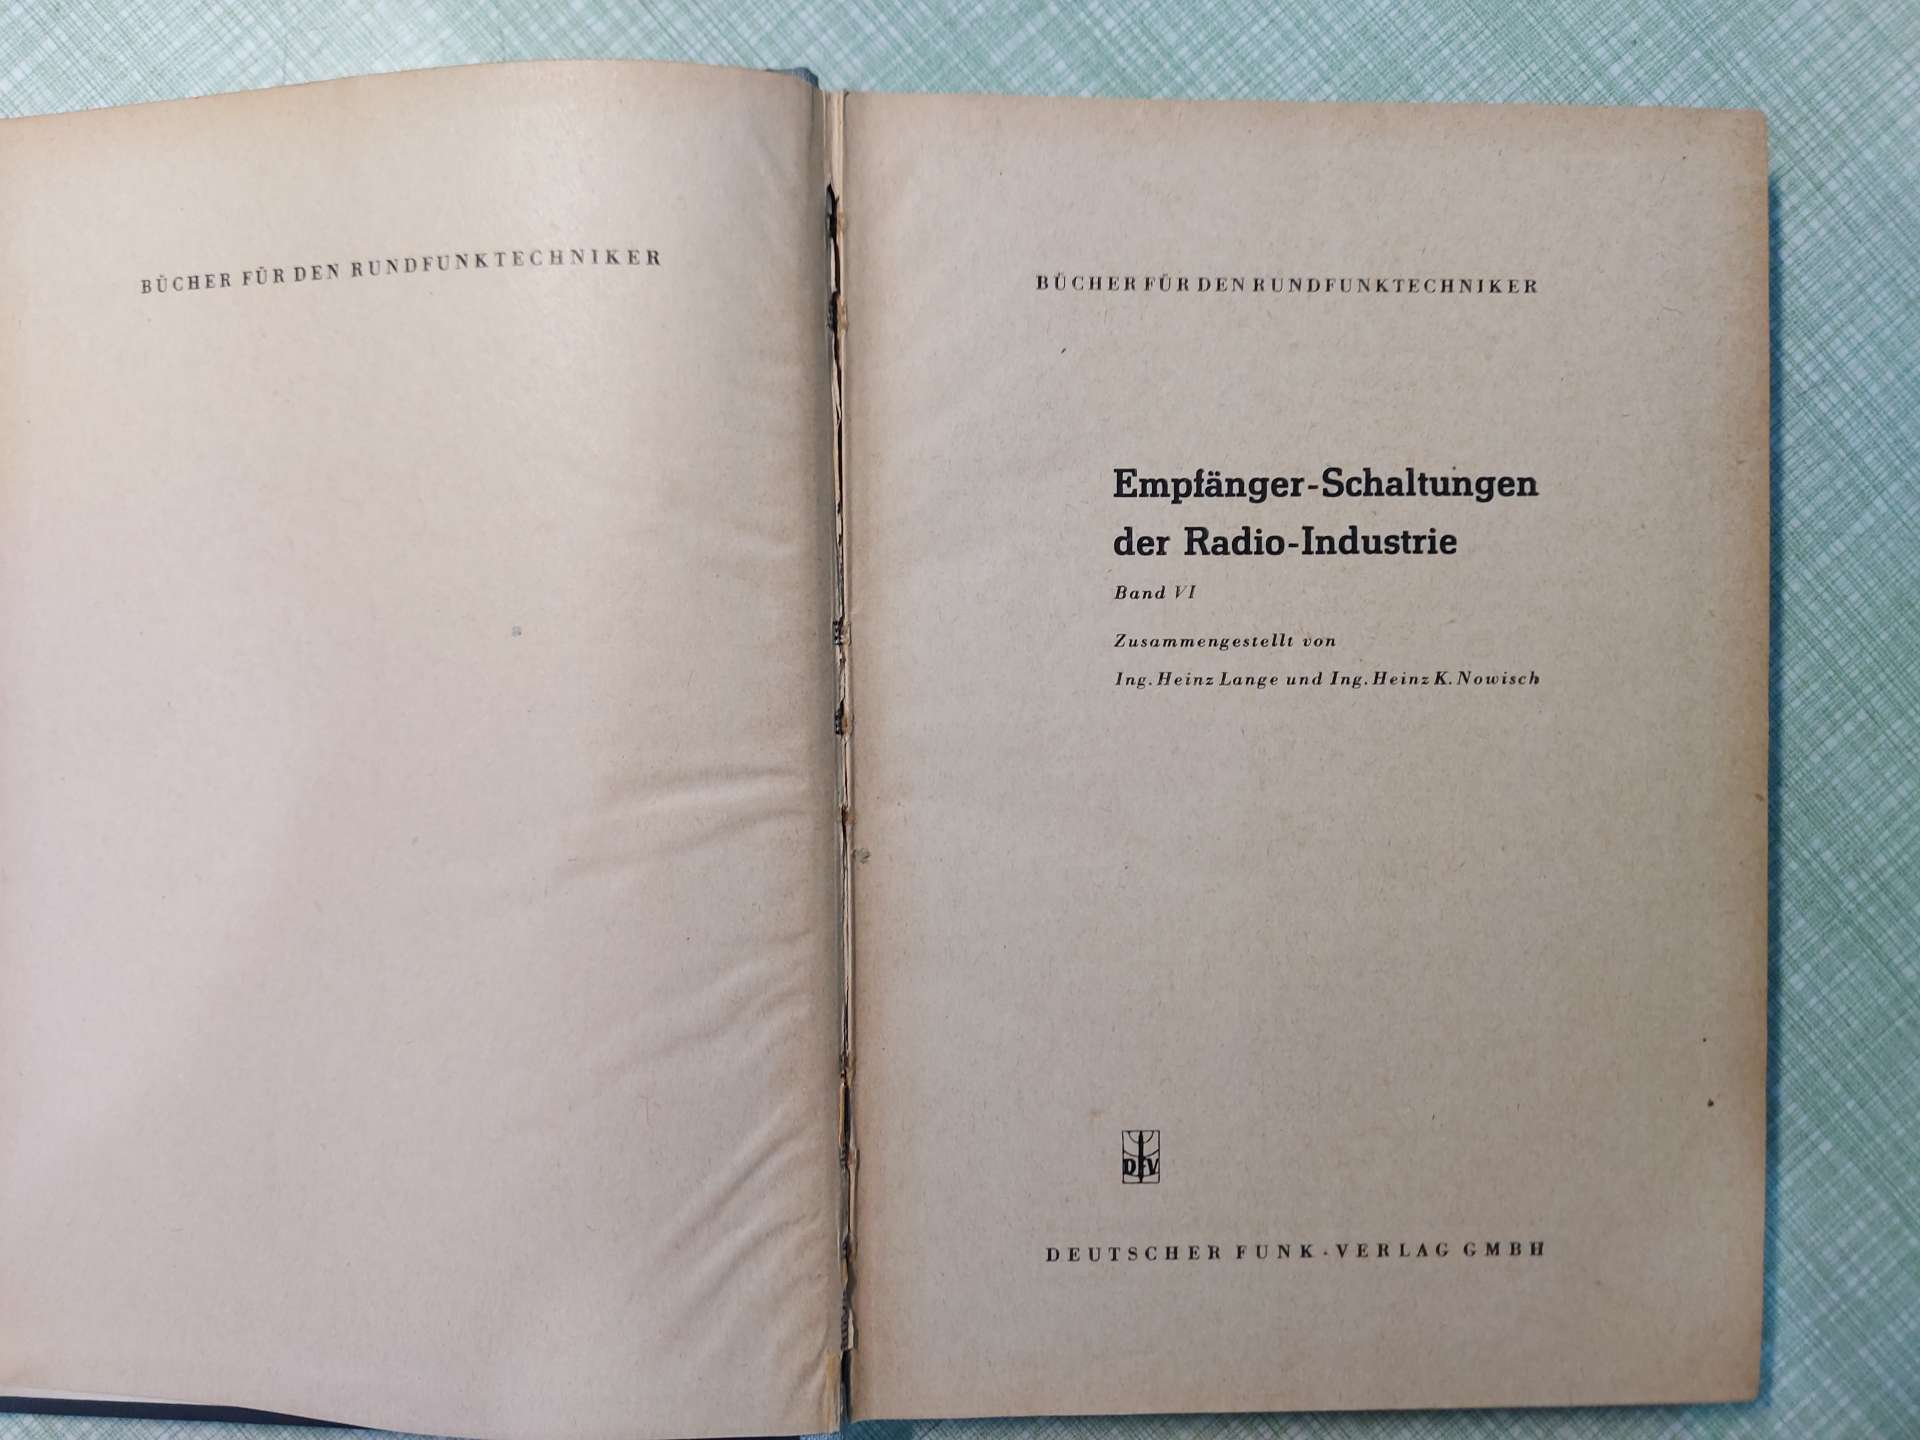 BÜCHER FÜR DEN RUNDFUNKTECHNIKER
BÜCHER FÜR DEN RUNDFUNKTECHNIKER
Empfänger-Schaltungen
der Radio-Industrie
Band VI
Zusammengestellt von
Ing. Heinz Lange und Ing. Heinz K. Nowisch
DFV
DEUTSCHER FUNK-VERLAG GMBH